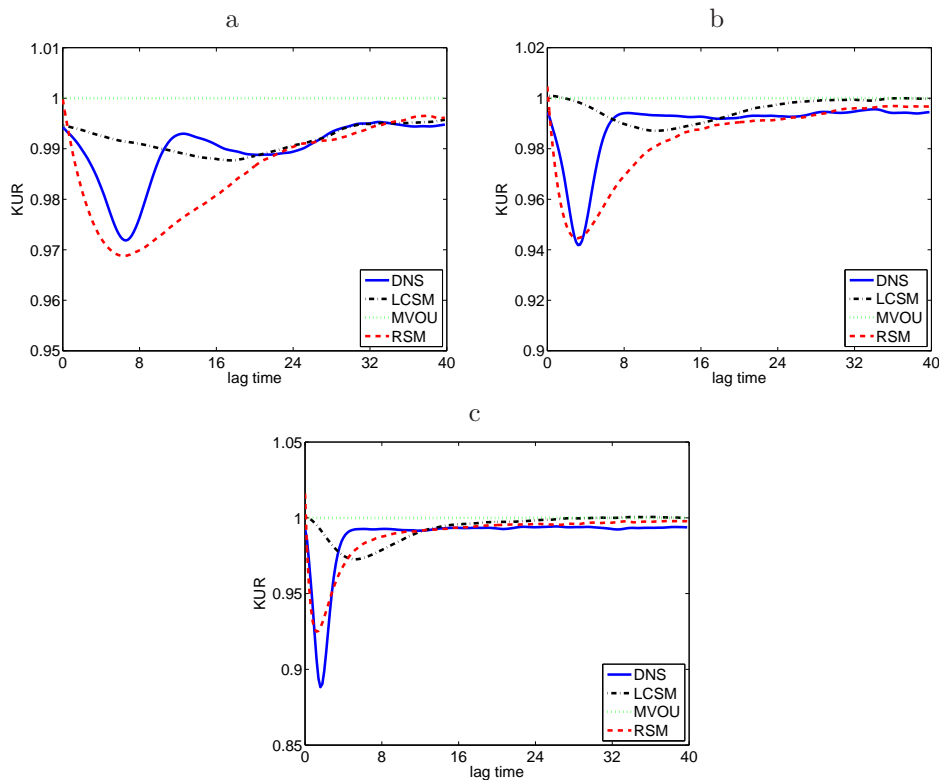 a
1.01
1
0.99
0.98
0.97
0.96
0.95
KUR
0 8 16 24 32 40
lag time
DNS
LCSM
MVOU
RSM
b
1.02
1
0.98
0.96
0.94
0.92
0.9
KUR
0 8 16 24 32 40
lag time
DNS
LCSM
MVOU
RSM
c
1.05
1
0.95
0.9
0.85
KUR
0 8 16 24 32 40
lag time
DNS
LCSM
MVOU
RSM